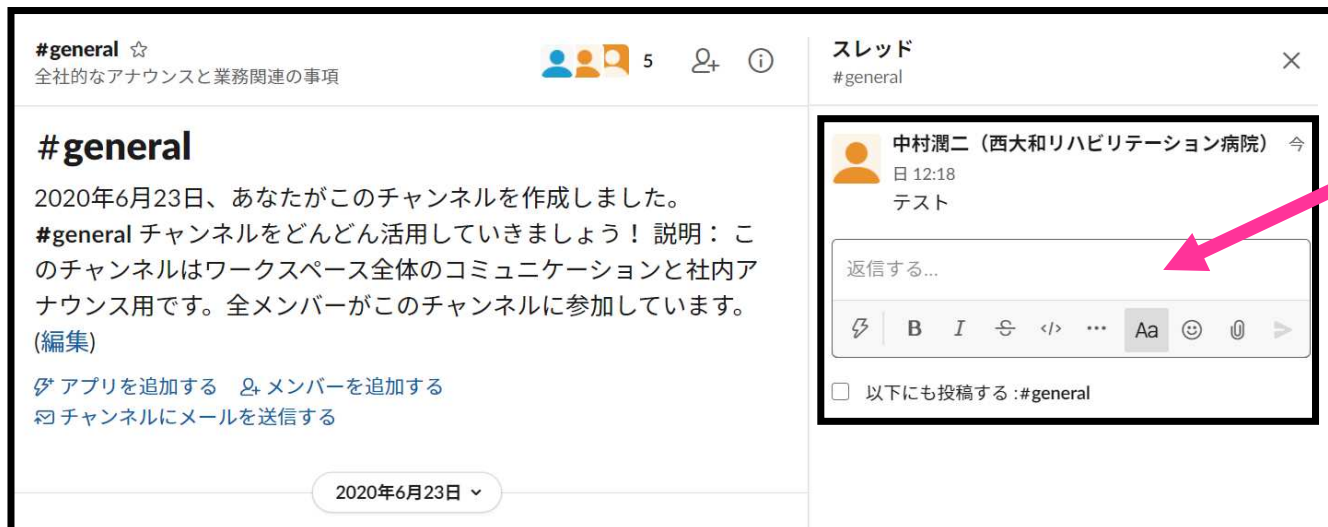 #general
全社的なアナウンスと業務関連の事項
5
#general
2020年6月23日、あなたがこのチャンネルを作成しました。
#general チャンネルをどんどん活用していきましょう! 説明: こ
のチャンネルはワークスペース全体のコミュニケーションと社内ア
ナウンス用です。全メンバーがこのチャンネルに参加しています。
(編集)
アプリを追加する メンバーを追加する
チャンネルにメールを送信する
2020年6月23日
スレッド
#general
中村潤二(西大和リハビリテーション病院) 今
日 12:18
テスト
返信する...
B I S </> ··· Aa
以下にも投稿する :#general